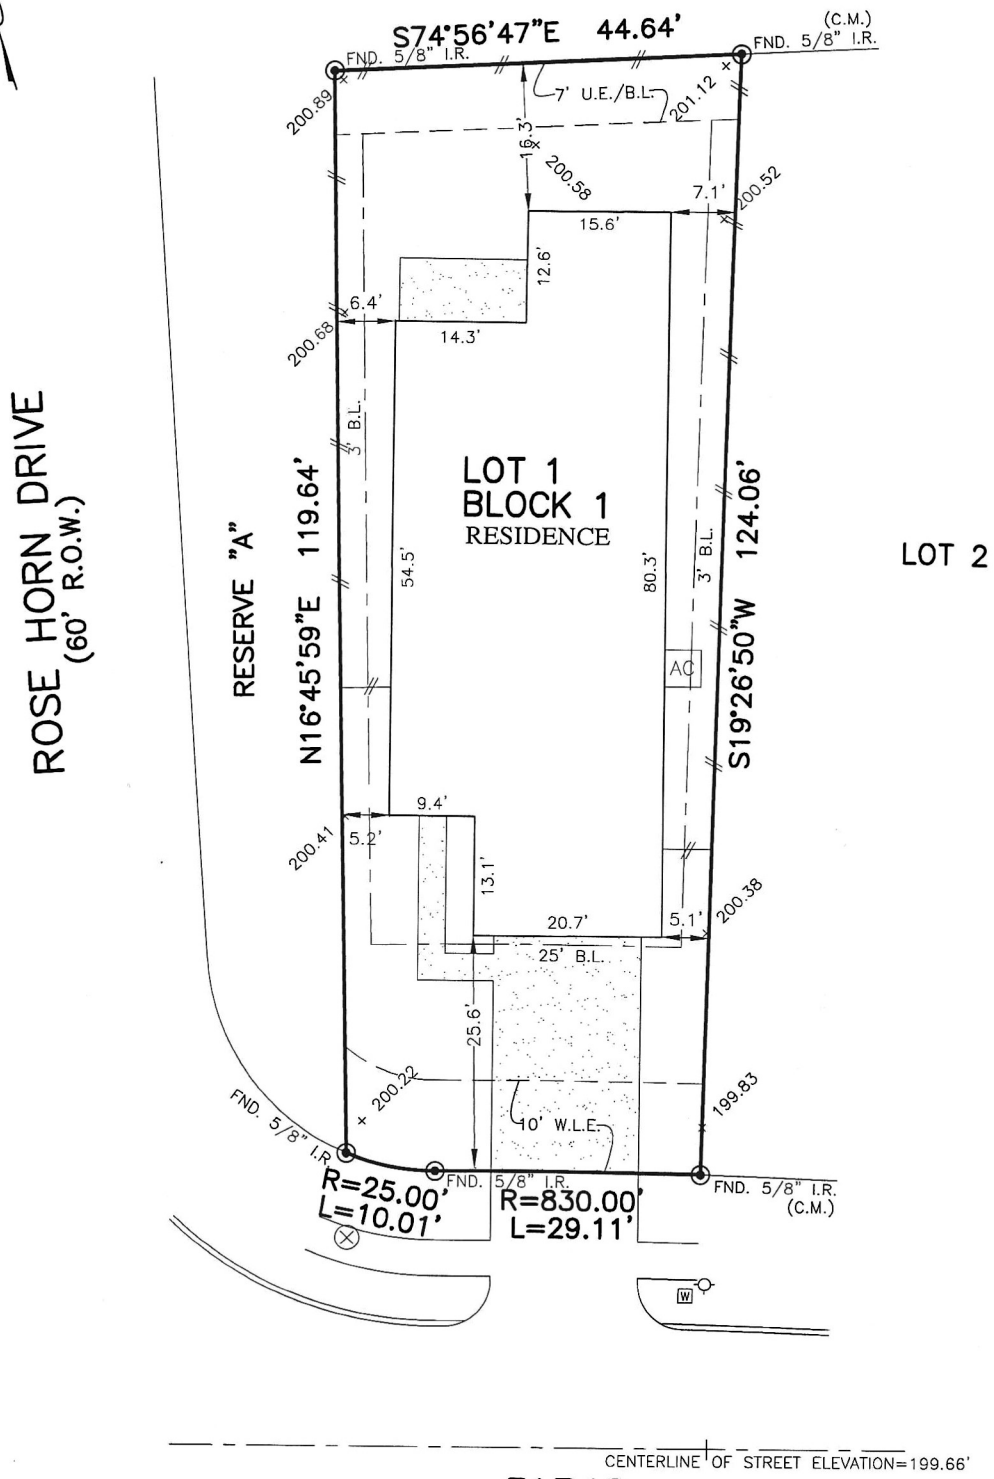 S74°56'47"E 44.64'
(C.M.)
FND. 5/8" I.R.
FND. 5/8" I.R.
7' U.E./B.L.
200.89
201.12
16.3'
200.58
7.1'
200.52
15.6'
12.6'
6.4'
14.3'
200.68
3' B.L.
ROSE HORN DRIVE
(60' R.O.W.)
RESERVE "A"
N16°45'59"E 119.64'
54.5'
LOT 1
BLOCK 1
RESIDENCE
80.3'
3' B.L.
S19°26'50"W 124.06'
LOT 2
AC
9.4'
5.2'
200.41
13.1'
20.7'
5.1'
200.38
25' B.L.
25.6'
200.22
199.83
10' W.L.E.
FND. 5/8" I.R.
FND. 5/8" I.R.
FND. 5/8" I.R.
(C.M.)
R=25.00'
L=10.01'
R=830.00'
L=29.11'
W
CENTERLINE OF STREET ELEVATION=199.66'